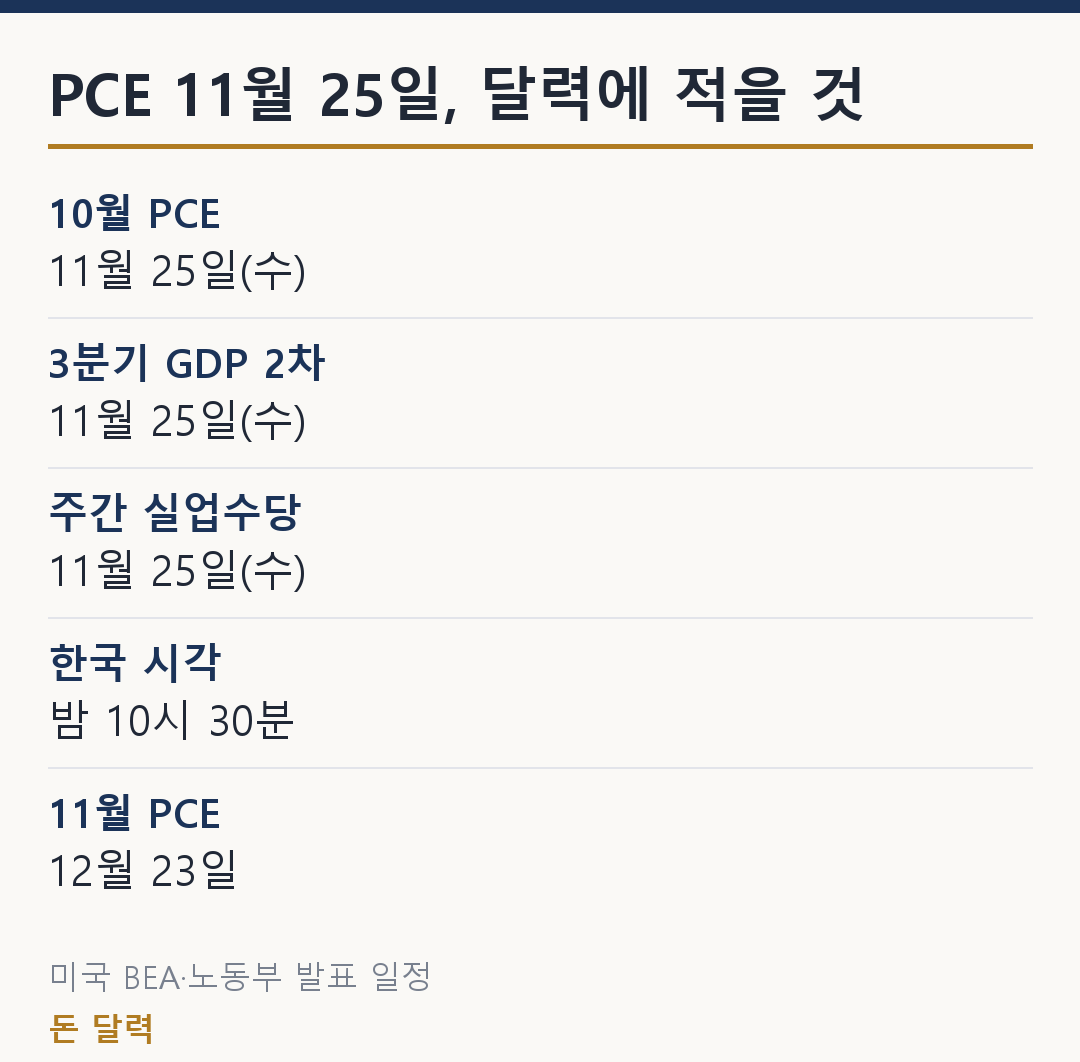 PCE 11월 25일, 달력에 적을 것
10월 PCE
11월 25일(수)
3분기 GDP 2차
11월 25일(수)
주간 실업수당
11월 25일(수)
한국 시각
밤 10시 30분
11월 PCE
12월 23일
미국 BEA·노동부 발표 일정
돈 달력